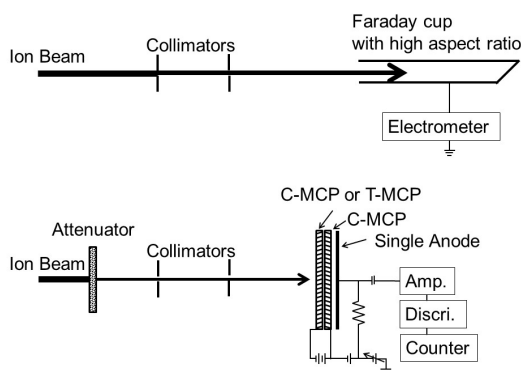 Faraday cup
with high aspect ratio
Ion Beam
Collimators
Electrometer
C-MCP or T-MCP
C-MCP
Single Anode
Attenuator
Ion Beam
Collimators
Amp.
Discri.
Counter